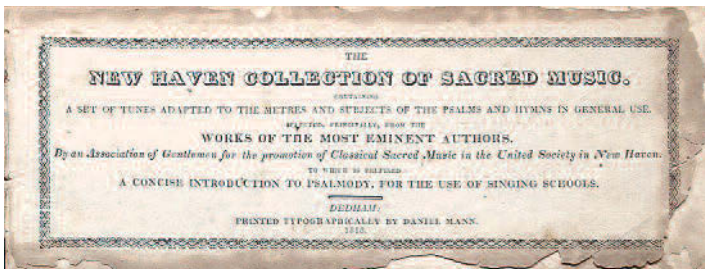 THE
NEW HAVEN COLLECTION OF SACRED MUSIC.
CONTAINING
A SET OF TUNES ADAPTED TO THE METRES AND SUBJECTS OF THE PSALMS AND HYMNS IN GENERAL USE.
SELECTED, PRINCIPALLY, FROM THE
WORKS OF THE MOST EMINENT AUTHORS.
By an Association of Gentlemen for the promotion of Classical Sacred Music in the United Society in New Haven.
TO WHICH IS PREFIXED
A CONCISE INTRODUCTION TO PSALMODY, FOR THE USE OF SINGING SCHOOLS.
DEDHAM:
PRINTED TYPOGRAPHICALLY BY DANIEL MANN.